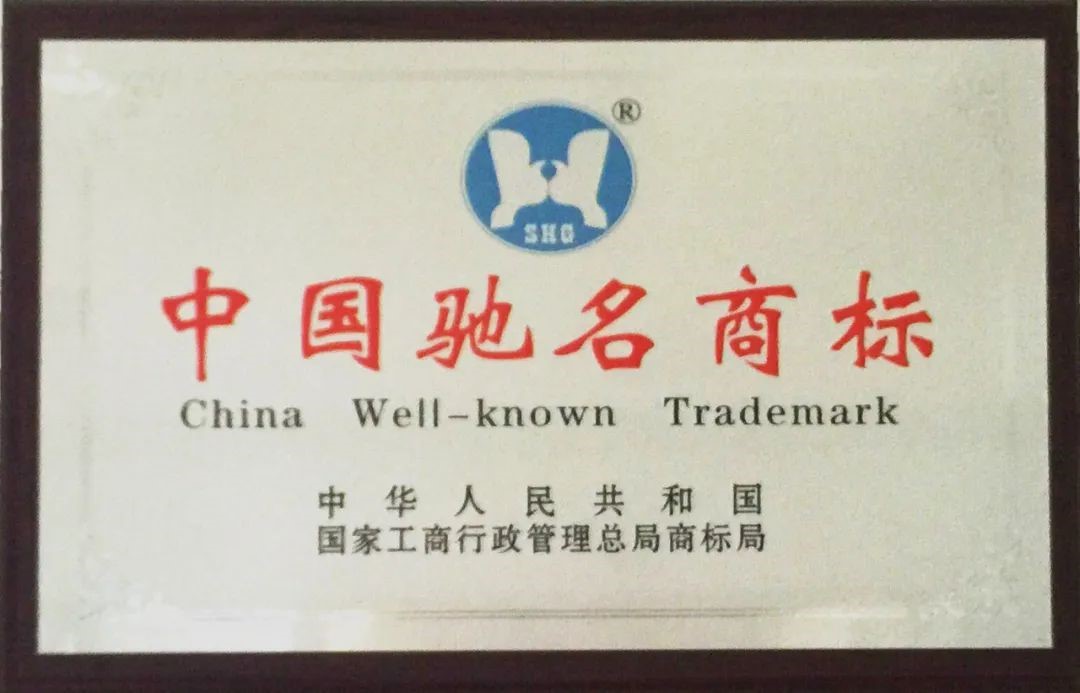 ®
SHG
中国驰名商标
China Well-known Trademark
中华人民共和国
国家工商行政管理总局商标局